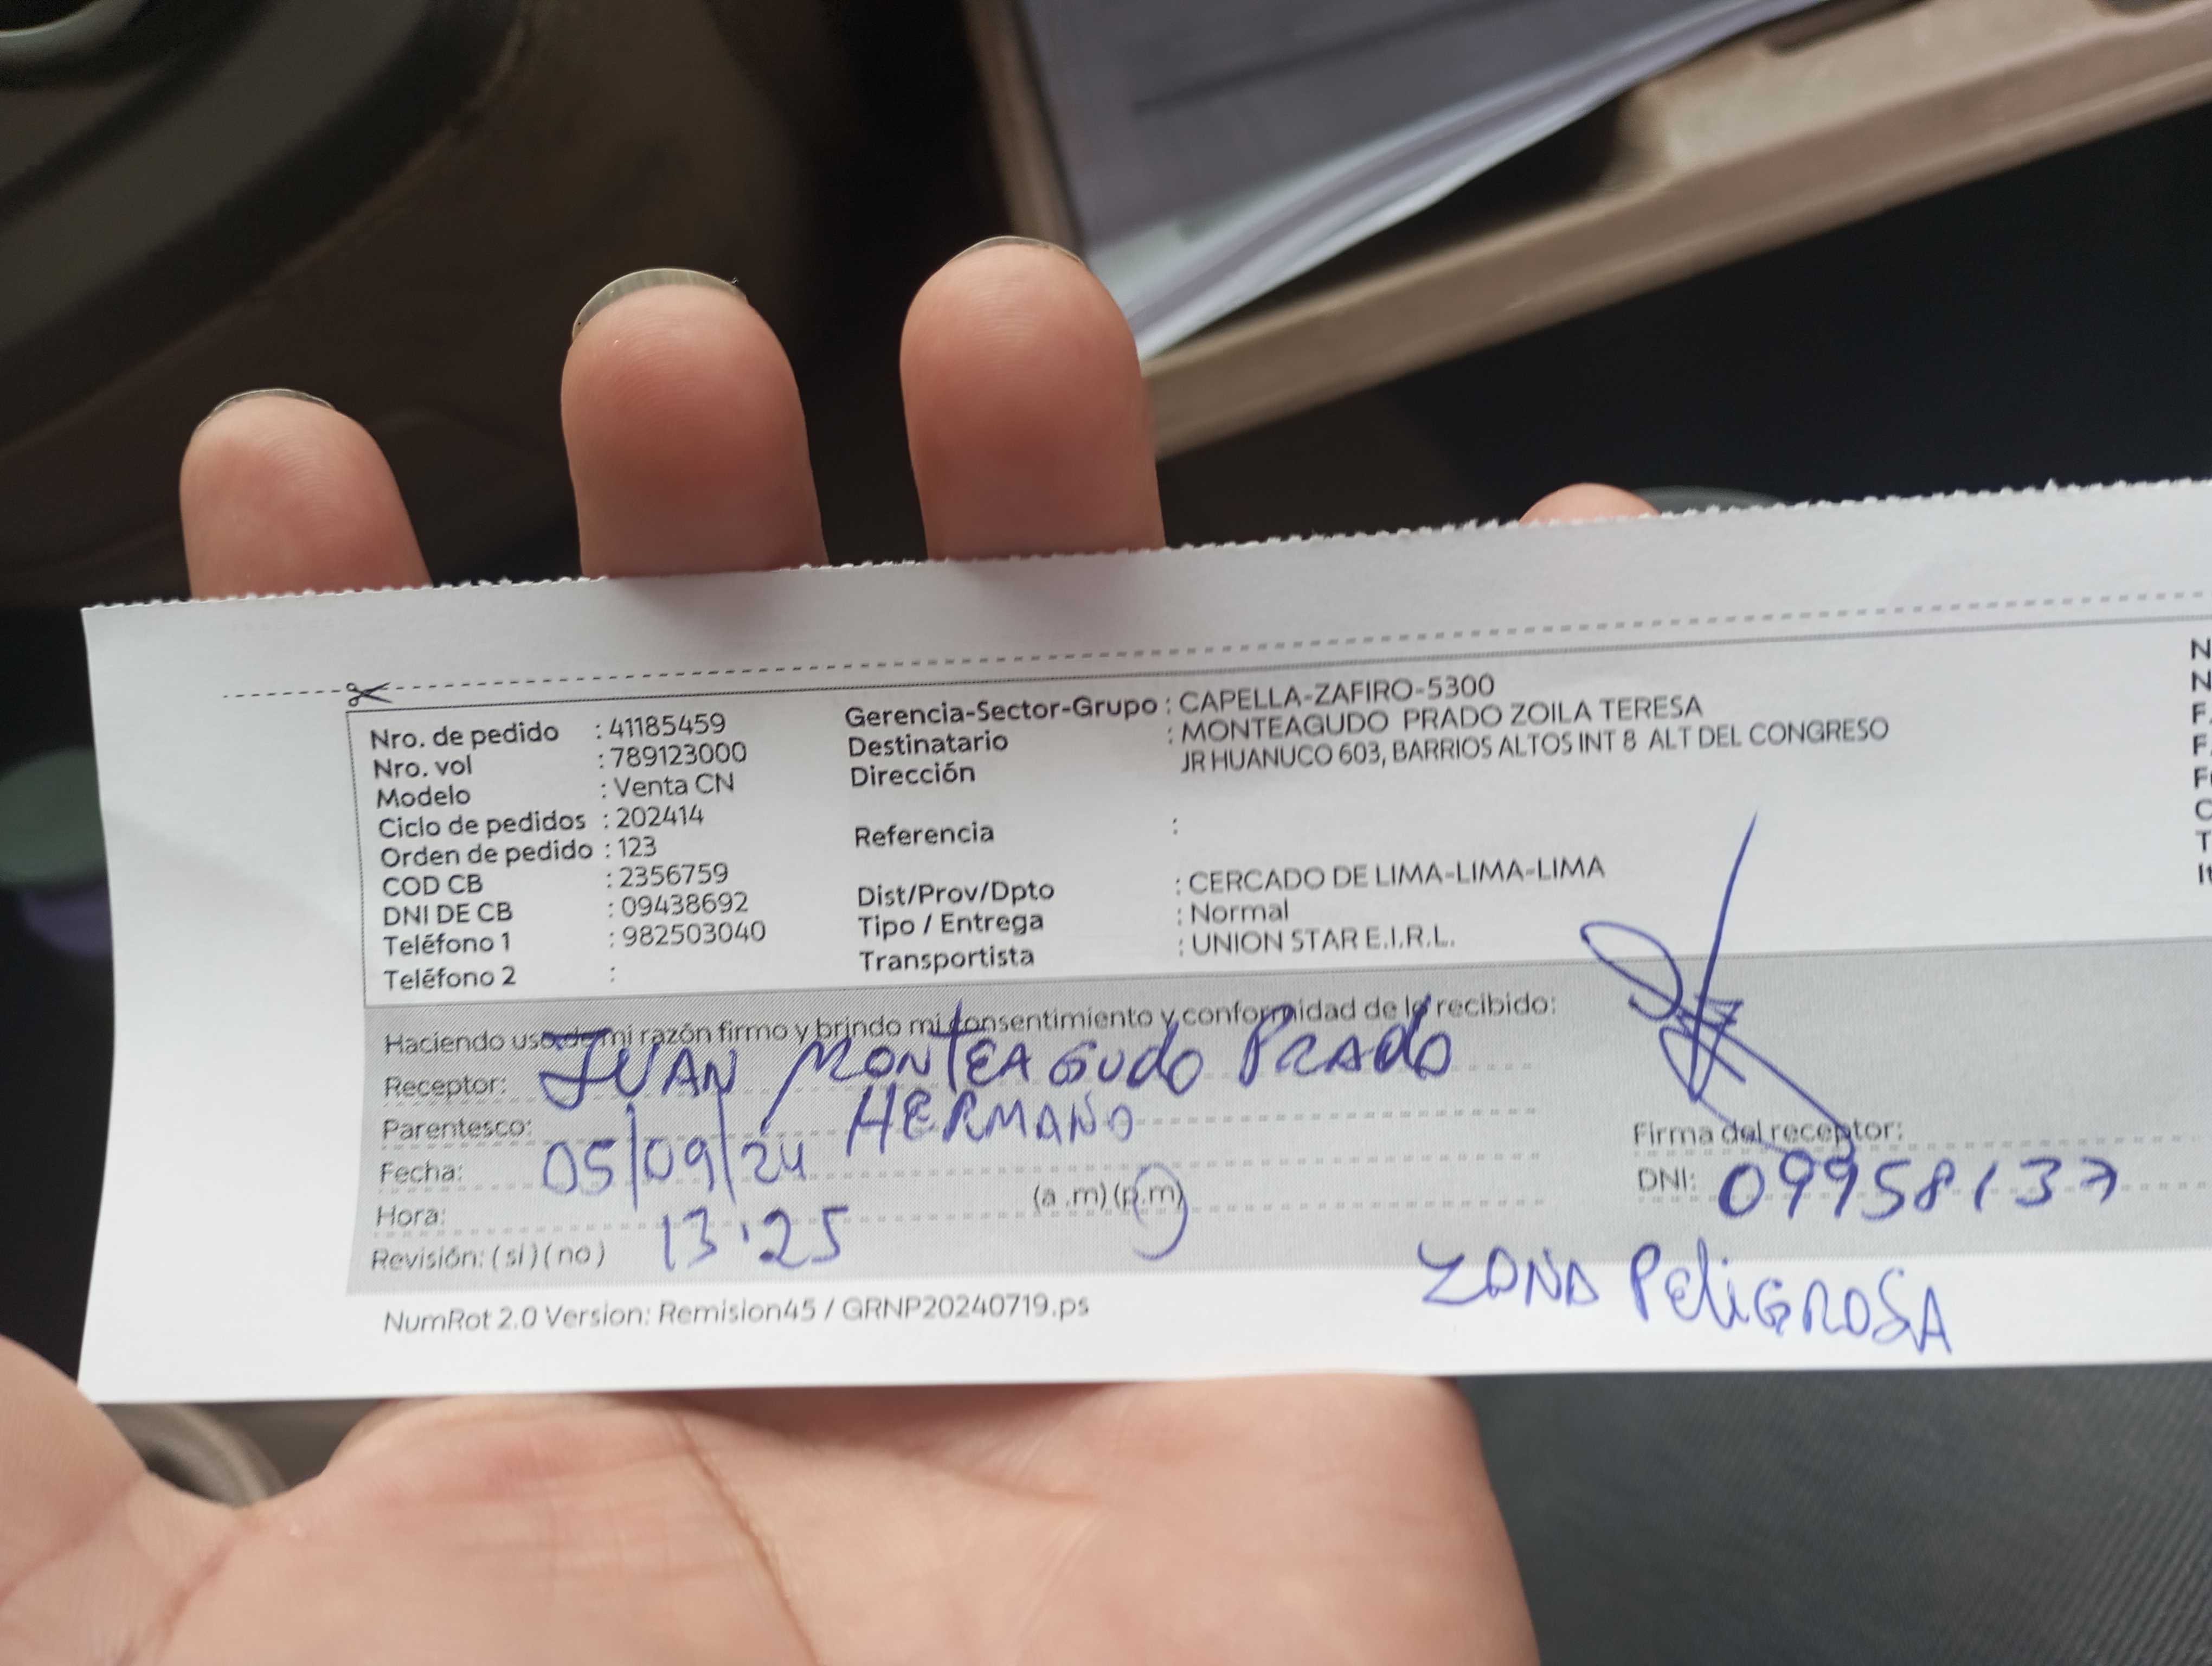 Nro. de pedido : 41185459
Nro. vol : 789123000
Modelo : Venta CN
Ciclo de pedidos : 202414
Orden de pedido : 123
COD CB : 2356759
DNI DE CB : 09438692
Teléfono 1 : 982503040
Teléfono 2 :
Gerencia-Sector-Grupo : CAPELLA-ZAFIRO-5300
Destinatario : MONTEAGUDO PRADO ZOILA TERESA
Dirección JR HUANUCO 603, BARRIOS ALTOS INT 8 ALT DEL CONGRESO
Referencia :
Dist/Prov/Dpto : CERCADO DE LIMA-LIMA-LIMA
Tipo / Entrega : Normal
Transportista : UNION STAR E.I.R.L.
N
N
F
F
F
C
T
It
Haciendo uso de mi razón firmo y brindo mi consentimiento y conformidad de lo recibido:
Receptor: JUAN MONTEAGUDO PRADO
Parentesco: HERMANO
Fecha: 05/09/24
Hora: 13:25 (a .m) (p.m)
Revisión: ( si ) ( no )
Firma del receptor:
DNI: 09958137
ZONA PELIGROSA
NumRot 2.0 Version: Remision45 / GRNP20240719.ps